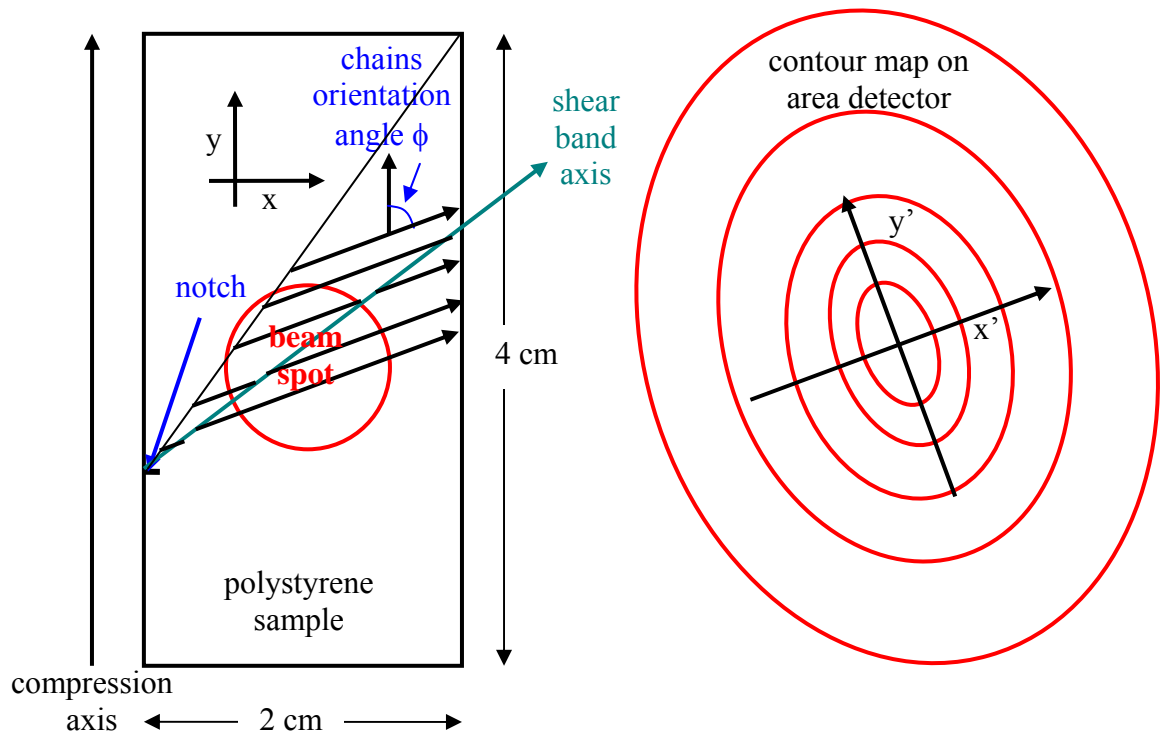 chains
orientation
angle ϕ
y
x
shear
band
axis
notch
beam
spot
4 cm
polystyrene
sample
compression
axis
2 cm
contour map on
area detector
y’
x’